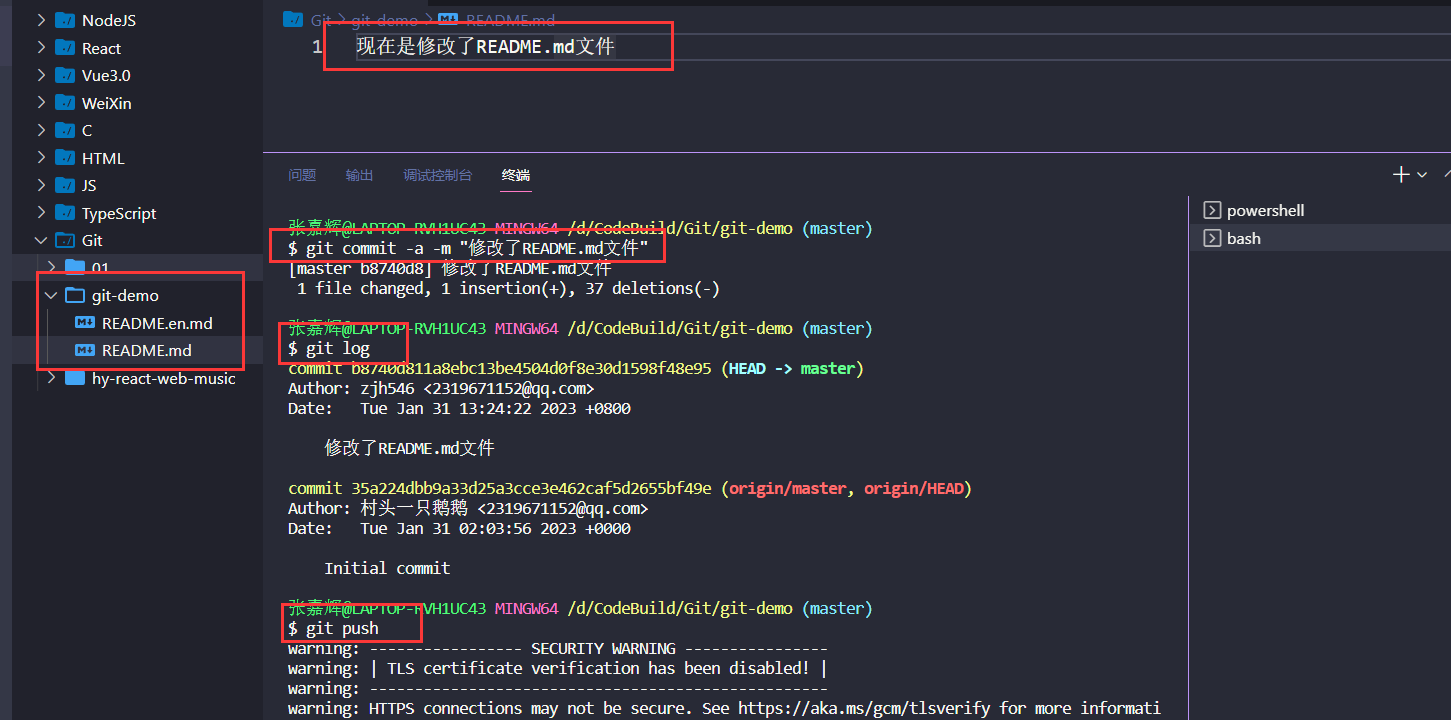 NodeJS
React
Vue3.0
WeiXin
C
HTML
JS
TypeScript
Git
01
git-demo
README.en.md
README.md
hy-react-web-music
Git > git-demo > README.md
1 现在是修改了README.md文件
问题 输出 调试控制台 终端
张嘉辉@LAPTOP-RVH1UC43 MINGW64 /d/CodeBuild/Git/git-demo (master)
$ git commit -a -m "修改了README.md文件"
[master b8740d8] 修改了README.md文件
1 file changed, 1 insertion(+), 37 deletions(-)
张嘉辉@LAPTOP-RVH1UC43 MINGW64 /d/CodeBuild/Git/git-demo (master)
$ git log
commit b8740d811a8ebc13be4504d0f8e30d1598f48e95 (HEAD -> master)
Author: zjh546 <2319671152@qq.com>
Date:   Tue Jan 31 13:24:22 2023 +0800
修改了README.md文件
commit 35a224dbb9a33d25a3cce3e462caf5d2655bf49e (origin/master, origin/HEAD)
Author: 村头一只鹅鹅 <2319671152@qq.com>
Date:   Tue Jan 31 02:03:56 2023 +0000
Initial commit
张嘉辉@LAPTOP-RVH1UC43 MINGW64 /d/CodeBuild/Git/git-demo (master)
$ git push
warning: ----------------- SECURITY WARNING ----------------
warning: | TLS certificate verification has been disabled! |
warning: ---------------------------------------------------
warning: HTTPS connections may not be secure. See https://aka.ms/gcm/tlsverify for more informati
powershell
bash